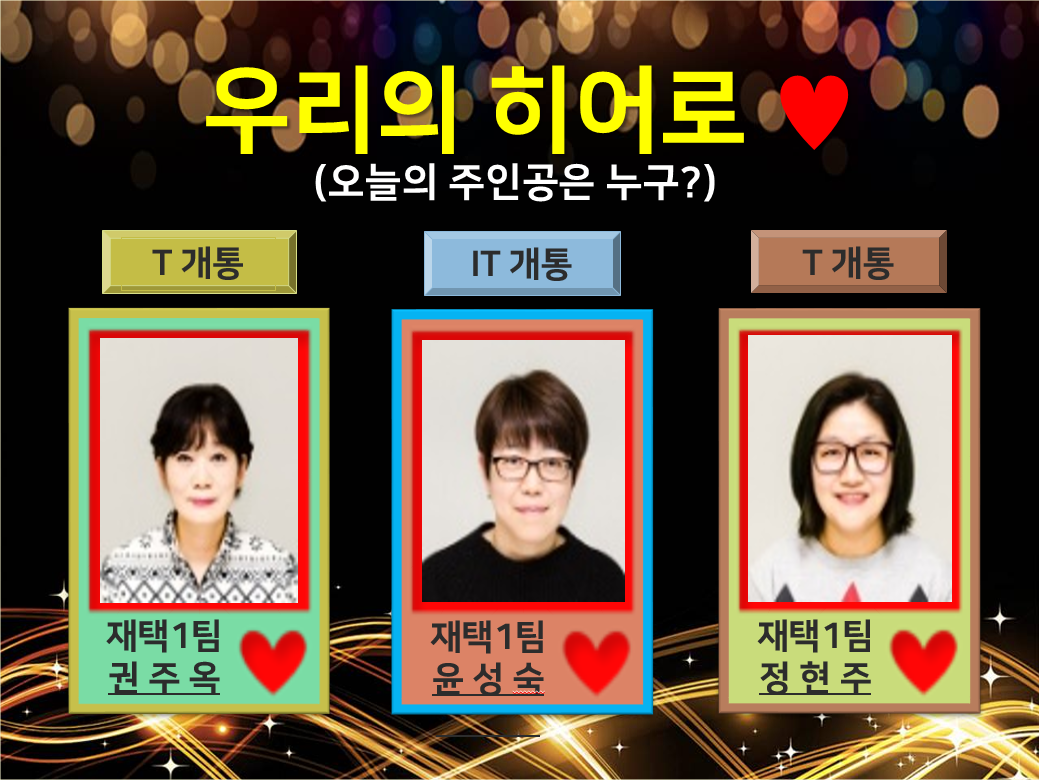 우리의 히어로 ♥
(오늘의 주인공은 누구?)
T 개통
IT 개통
T 개통
재택1팀
권 주 옥
재택1팀
윤 성 숙
재택1팀
정 현 주